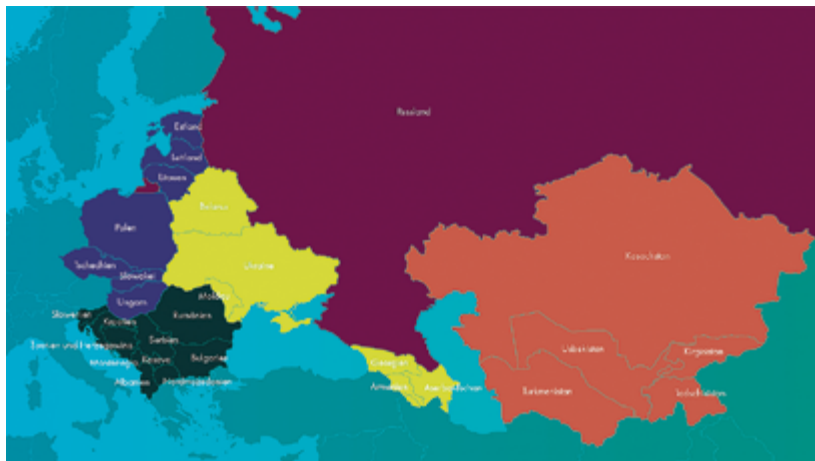 Russland
Estland
Lettland
Litauen
Belarus
Polen
Ukraine
Kasachstan
Tschechien
Slowakei
Ungarn
Moldau
Slowenien
Kroatien
Rumänien
Serbien
Bosnien und Herzegowina
Usbekistan
Kirgisistan
Georgien
Montenegro
Kosovo
Bulgarien
Albanien
Nordmazedonien
Armenien
Aserbaidschan
Turkmenistan
Tadschikistan